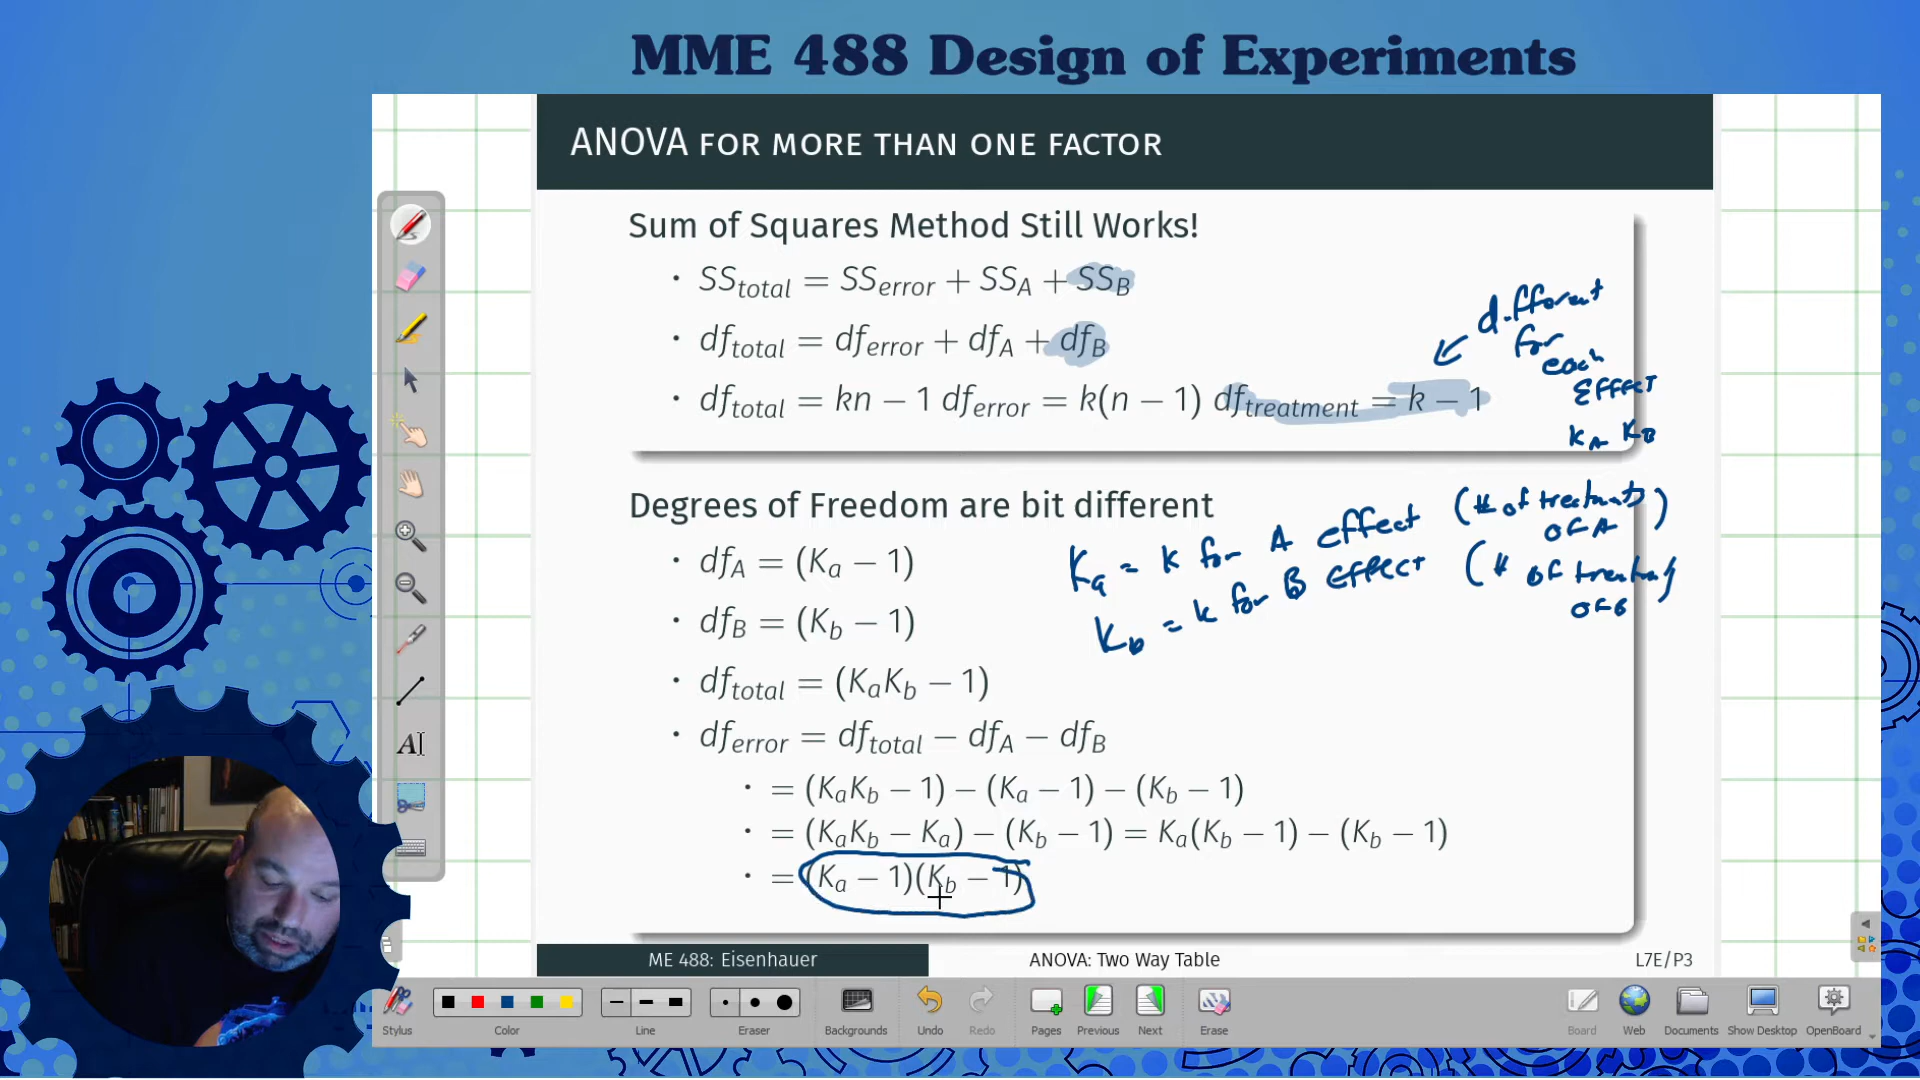 MME 488 Design of Experiments
ANOVA FOR MORE THAN ONE FACTOR
Sum of Squares Method Still Works!
• SS_total = SS_error + SS_A + SS_B
• df_total = df_error + df_A + df_B
• df_total = kn − 1 df_error = k(n − 1) df_treatment = k − 1
different
for
each
EFFECT
K_A K_B
Degrees of Freedom are bit different
• df_A = (K_a − 1)
• df_B = (K_b − 1)
• df_total = (K_aK_b − 1)
• df_error = df_total − df_A − df_B
• = (K_aK_b − 1) − (K_a − 1) − (K_b − 1)
• = (K_aK_b − K_a) − (K_b − 1) = K_a(K_b − 1) − (K_b − 1)
• = (K_a − 1)(K_b − 1)
K_a = K for A EFFECT (# of treatments
OF A)
K_b = K for B EFFECT (# OF
OF B
ME 488: Eisenhauer
ANOVA: Two Way Table
L7E/P3
Stylus
Color
Line
Eraser
Backgrounds
Undo
Redo
Pages
Previous
Next
Erase
Board
Web
Documents
Show Desktop
OpenBoard